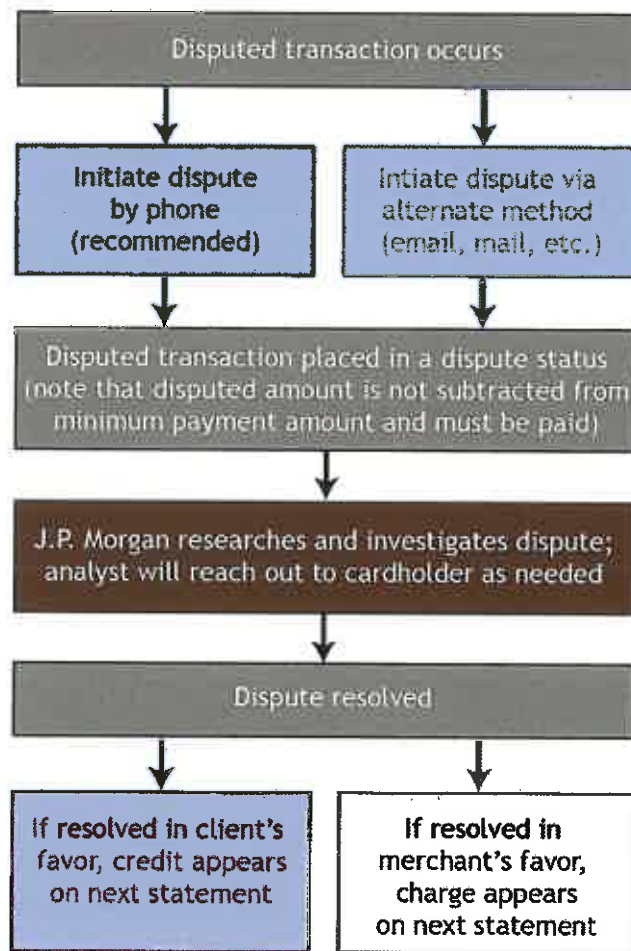 Disputed transaction occurs
Initiate dispute
by phone
(recommended)
Intiate dispute via
alternate method
(email, mail, etc.)
Disputed transaction placed in a dispute status
(note that disputed amount is not subtracted from
minimum payment amount and must be paid)
J.P. Morgan researches and investigates dispute;
analyst will reach out to cardholder as needed
Dispute resolved
If resolved in client's
favor, credit appears
on next statement
If resolved in
merchant's favor,
charge appears
on next statement